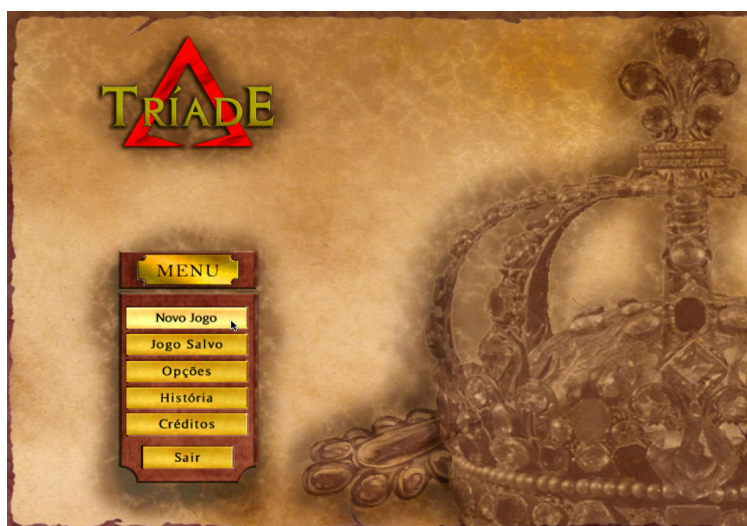 TRÍADE
MENU
Novo Jogo
Jogo Salvo
Opções
História
Créditos
Sair